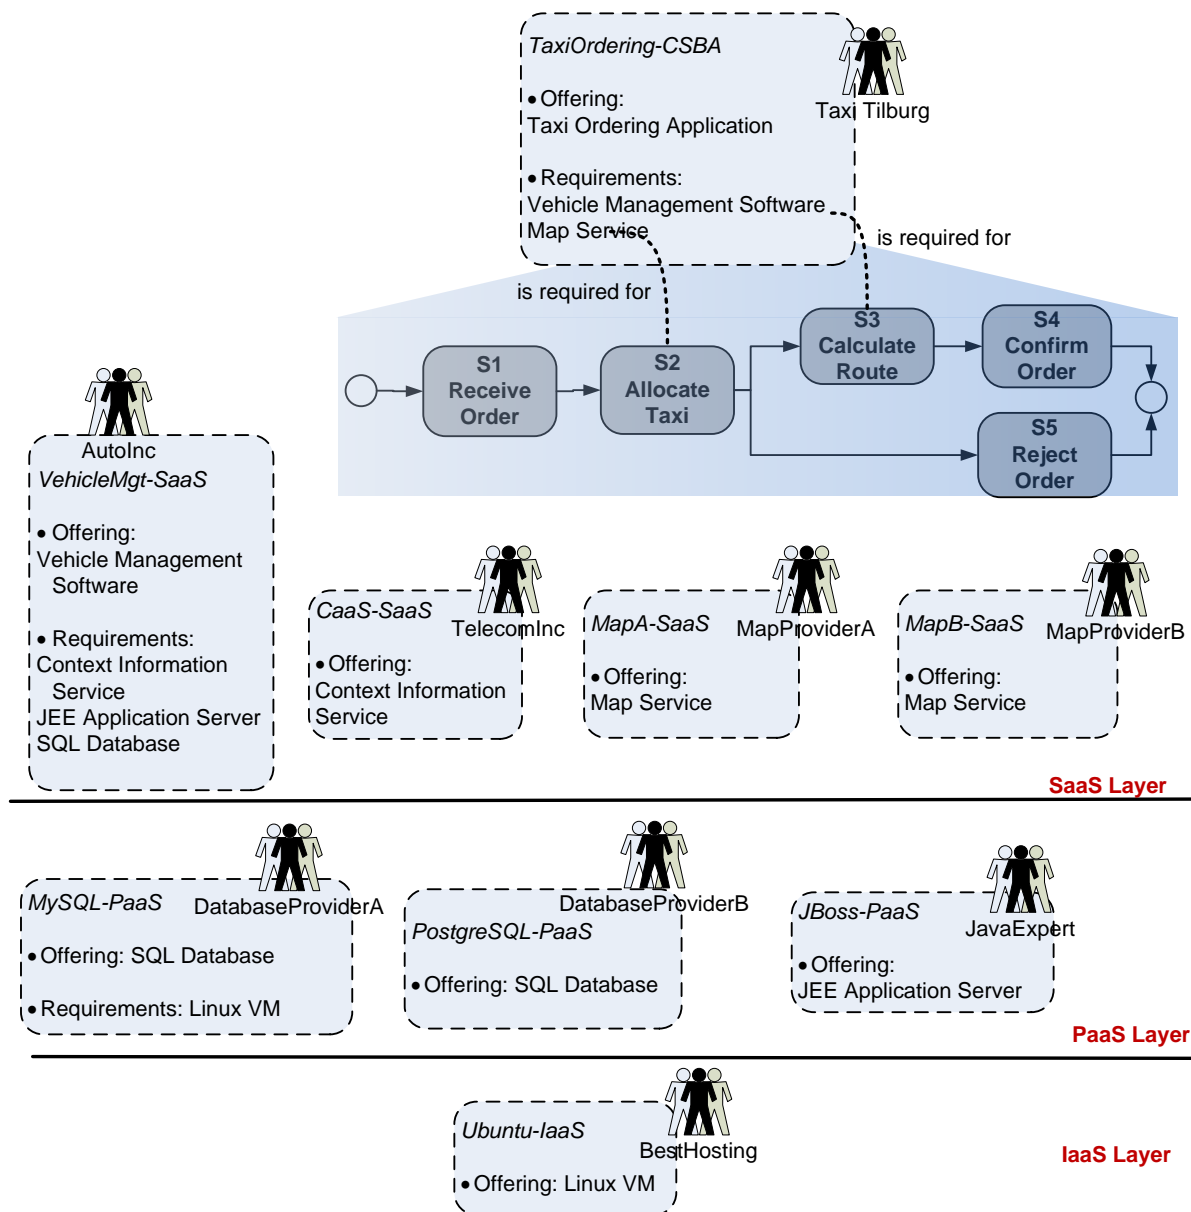 TaxiOrdering-CSBA
Taxi Tilburg
• Offering:
Taxi Ordering Application
• Requirements:
Vehicle Management Software
Map Service
is required for
is required for
S1
Receive
Order
S2
Allocate
Taxi
S3
Calculate
Route
S4
Confirm
Order
S5
Reject
Order
AutoInc
VehicleMgt-SaaS
• Offering:
Vehicle Management
Software
• Requirements:
Context Information
Service
JEE Application Server
SQL Database
CaaS-SaaS
TelecomInc
• Offering:
Context Information
Service
MapA-SaaS
MapProviderA
• Offering:
Map Service
MapB-SaaS
MapProviderB
• Offering:
Map Service
SaaS Layer
MySQL-PaaS
DatabaseProviderA
• Offering: SQL Database
• Requirements: Linux VM
DatabaseProviderB
PostgreSQL-PaaS
• Offering: SQL Database
JBoss-PaaS
JavaExpert
• Offering:
JEE Application Server
PaaS Layer
Ubuntu-IaaS
BestHosting
• Offering: Linux VM
IaaS Layer